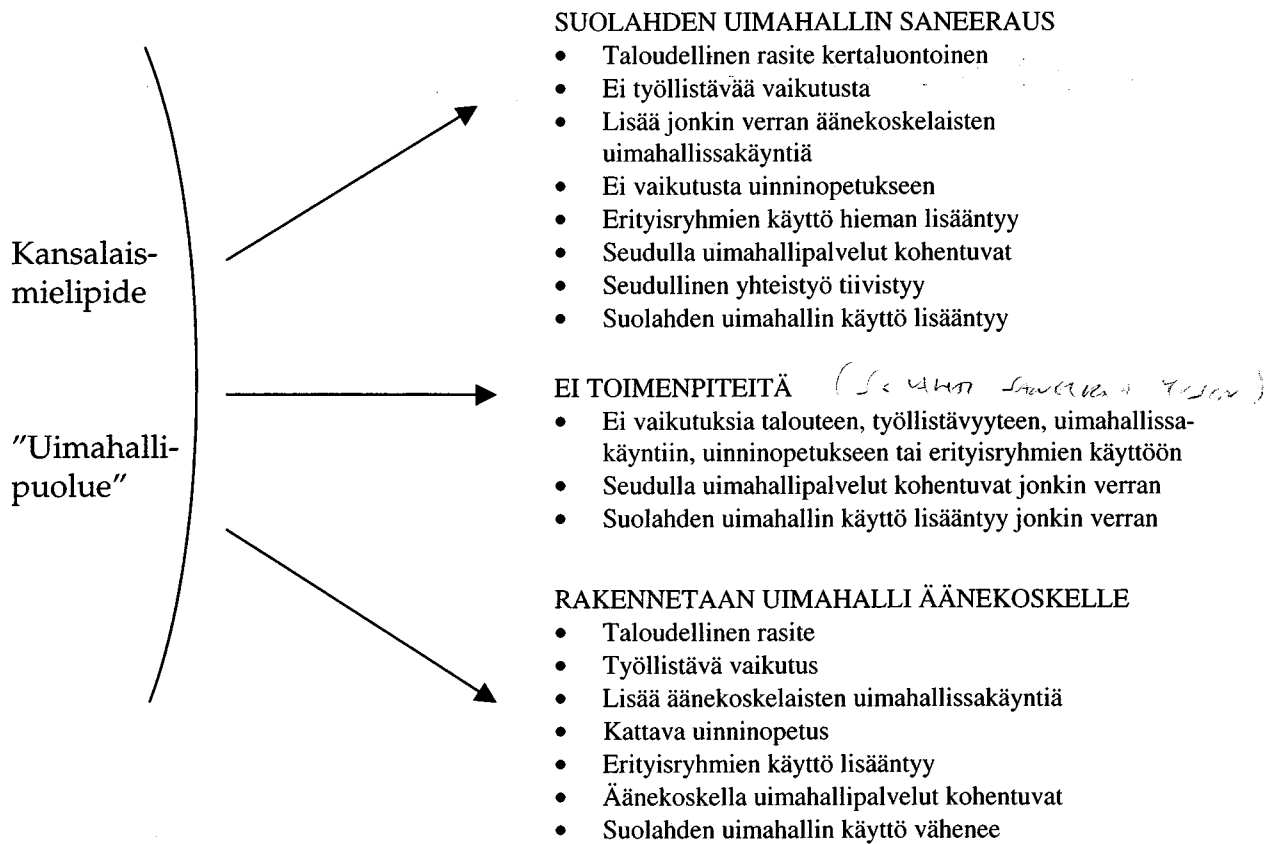 Kansalais-
mielipide
"Uimahalli-
puolue"
SUOLAHDEN UIMAHALLIN SANEERAUS
• Taloudellinen rasite kertaluontoinen
• Ei työllistävää vaikutusta
• Lisää jonkin verran äänekoskelaisten
uimahallissakäyntiä
• Ei vaikutusta uinninopetukseen
• Erityisryhmien käyttö hieman lisääntyy
• Seudulla uimahallipalvelut kohentuvat
• Seudullinen yhteistyö tiivistyy
• Suolahden uimahallin käyttö lisääntyy
EI TOIMENPITEITÄ
• Ei vaikutuksia talouteen, työllistävyyteen, uimahallissa-
käyntiin, uinninopetukseen tai erityisryhmien käyttöön
• Seudulla uimahallipalvelut kohentuvat jonkin verran
• Suolahden uimahallin käyttö lisääntyy jonkin verran
RAKENNETAAN UIMAHALLI ÄÄNEKOSKELLE
• Taloudellinen rasite
• Työllistävä vaikutus
• Lisää äänekoskelaisten uimahallissakäyntiä
• Kattava uinninopetus
• Erityisryhmien käyttö lisääntyy
• Äänekoskella uimahallipalvelut kohentuvat
• Suolahden uimahallin käyttö vähenee